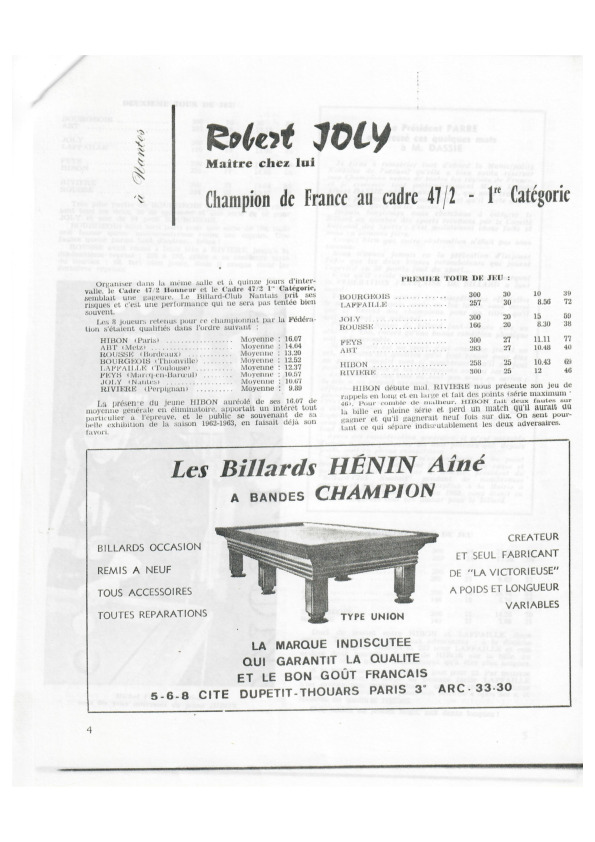 à Nantes
Robert JOLY
Maître chez lui
Champion de France au cadre 47/2 - 1re Catégorie
Organiser dans la même salle et à quinze jours d'inter-
valle, le Cadre 47/2 Honneur et le Cadre 47/2 1re Catégorie,
semblait une gageure. Le Billard-Club Nantais prit ses
risques et c'est une performance qui ne sera pas tentée bien
souvent.
Les 8 joueurs retenus pour ce championnat par la Fédéra-
tion s'étaient qualifiés dans l'ordre suivant :
HIBON (Paris) .................. Moyenne : 16.07
ABT (Metz) .................. Moyenne : 14.04
ROUSSE (Bordeaux) ............ Moyenne : 13.20
BOURGEOIS (Thionville) ........ Moyenne : 12.52
LAFFAILLE (Toulouse) .......... Moyenne : 12.37
PEYS (Marcq-en-Barœul) ........ Moyenne : 10.57
JOLY (Nantes) .................. Moyenne : 10.07
RIVIERE (Perpignan) ............ Moyenne : 9.89
La présence du jeune HIBON auréolé de ses 16.07 de
moyenne générale en éliminatoire, apportait un intéret tout
particulier à l'épreuve, et le public se souvenant de sa
belle exhibition de la saison 1962-1963, en faisait déjà son
favori.
PREMIER TOUR DE JEU :
BOURGEOIS ............ 300 30 10 39
LAFFAILLE ............ 257 30 8.56 72
JOLY .................. 300 20 15 50
ROUSSE ............... 166 20 8.30 38
PEYS .................. 300 27 11.11 77
ABT .................. 283 27 10.48 40
HIBON ............... 258 25 10.43 69
RIVIERE ............... 300 25 12 46
HIBON débute mal. RIVIERE nous présente son jeu de
rappels en long et en large et fait des points (série maximum
46). Pour comble de malheur, HIBON fait deux fautes sur
la bille en pleine série et perd un match qu'il aurait dû
gagner et qu'il gagnerait neuf fois sur dix. On sent pour-
tant ce qui sépare indiscutablement les deux adversaires.
Les Billards HÉNIN Aîné
A BANDES CHAMPION
BILLARDS OCCASION
REMIS A NEUF
TOUS ACCESSOIRES
TOUTES REPARATIONS
TYPE UNION
CREATEUR
ET SEUL FABRICANT
DE "LA VICTORIEUSE"
A POIDS ET LONGUEUR
VARIABLES
LA MARQUE INDISCUTEE
QUI GARANTIT LA QUALITE
ET LE BON GOÛT FRANCAIS
5-6-8 CITE DUPETIT-THOUARS PARIS 3e ARC. 33-30
4